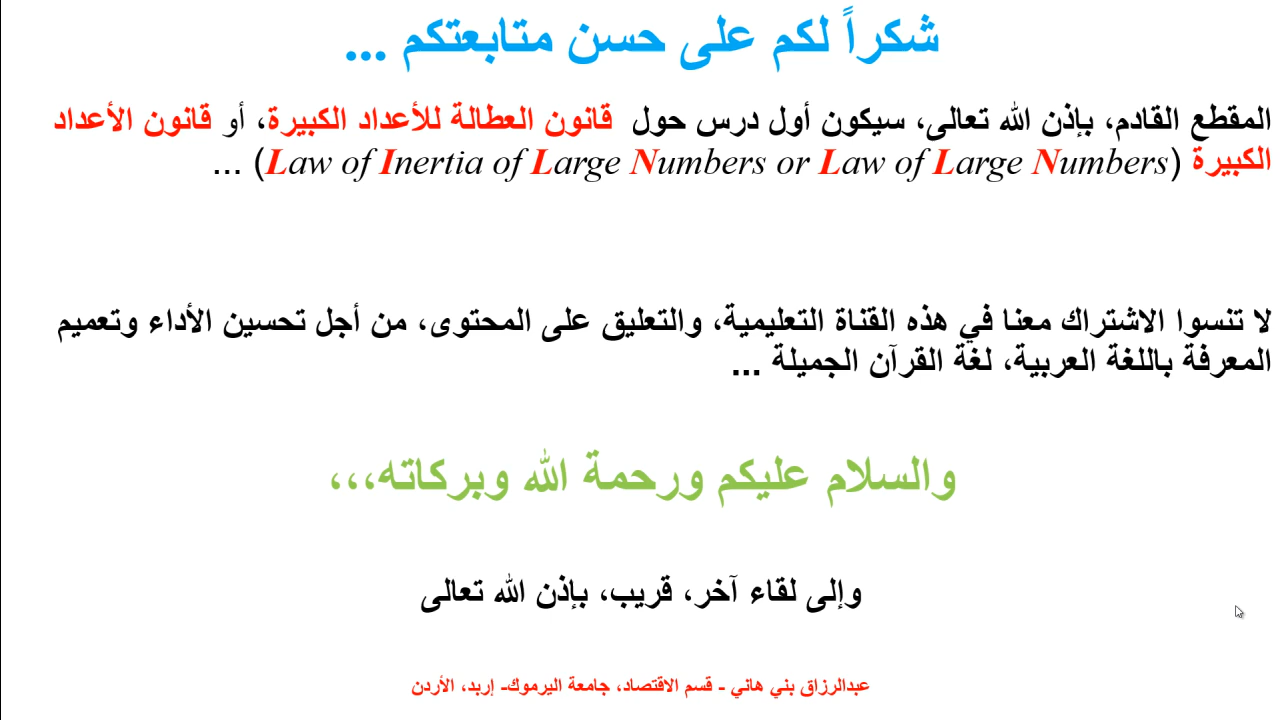 شكراً لكم على حسن متابعتكم ...
المقطع القادم، بإذن الله تعالى، سيكون أول درس حول قانون العطالة للأعداد الكبيرة، أو قانون الأعداد
الكبيرة (Law of Inertia of Large Numbers or Law of Large Numbers) ...
لا تنسوا الاشتراك معنا في هذه القناة التعليمية، والتعليق على المحتوى، من أجل تحسين الأداء وتعميم
المعرفة باللغة العربية، لغة القرآن الجميلة ...
والسلام عليكم ورحمة الله وبركاته،،،
وإلى لقاء آخر، قريب، بإذن الله تعالى
عبدالرزاق بني هاني - قسم الاقتصاد، جامعة اليرموك- إربد، الأردن